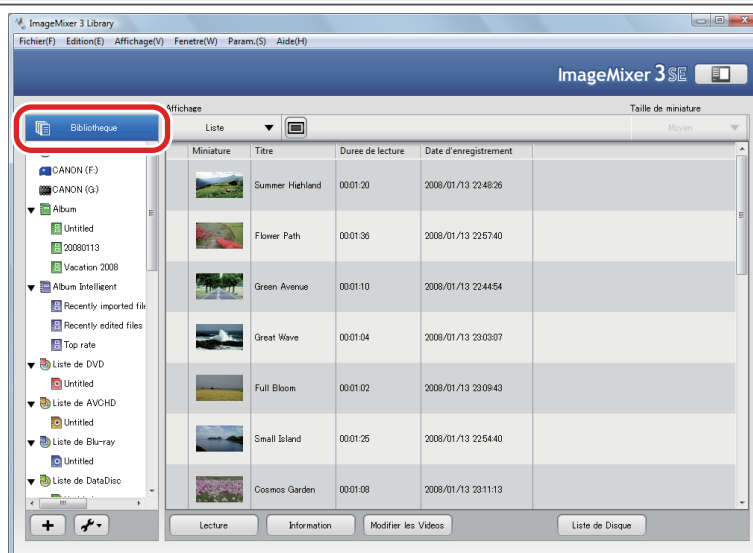 ImageMixer 3 Library
Fichier(F) Edition(E) Affichage(V) Fenetre(W) Param.(S) Aide(H)
ImageMixer 3 SE
Affichage Taille de miniature
Bibliotheque Liste Moyen
Miniature Titre Duree de lecture Date d'enregistrement
CANON (F:)
CANON (G:)
Album
Untitled
20080113
Vacation 2008
Album Intelligent
Recently imported file
Recently edited files
Top rate
Liste de DVD
Untitled
Liste de AVCHD
Untitled
Liste de Blu-ray
Untitled
Liste de DataDisc
Summer Highland 00:01:20 2008/01/13 22:48:26
Flower Path 00:01:36 2008/01/13 22:57:40
Green Avenue 00:01:10 2008/01/13 22:44:54
Great Wave 00:01:04 2008/01/13 23:03:07
Full Bloom 00:01:02 2008/01/13 23:09:43
Small Island 00:01:25 2008/01/13 22:54:40
Cosmos Garden 00:01:08 2008/01/13 23:11:13
Lecture Information Modifier les Videos Liste de Disque